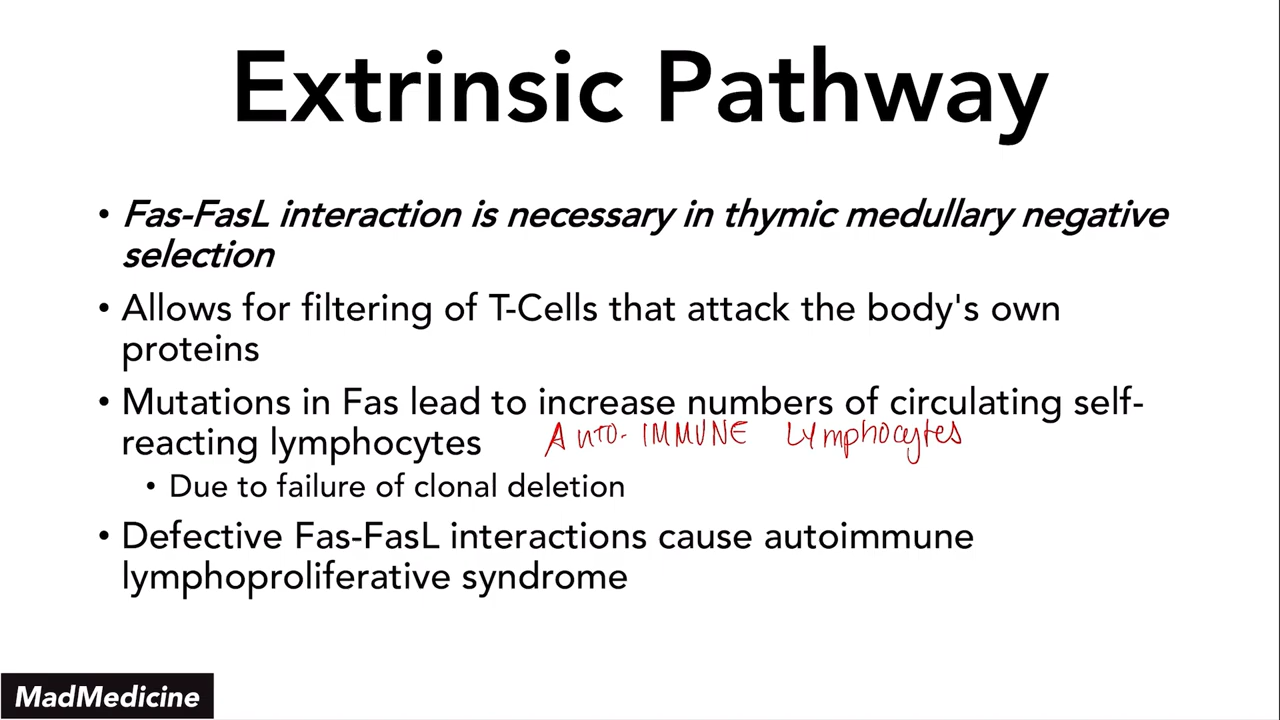 Extrinsic Pathway
• Fas-FasL interaction is necessary in thymic medullary negative
selection
• Allows for filtering of T-Cells that attack the body's own
proteins
• Mutations in Fas lead to increase numbers of circulating self-
reacting lymphocytes AUTO-IMMUNE Lymphocytes
• Due to failure of clonal deletion
• Defective Fas-FasL interactions cause autoimmune
lymphoproliferative syndrome
MadMedicine